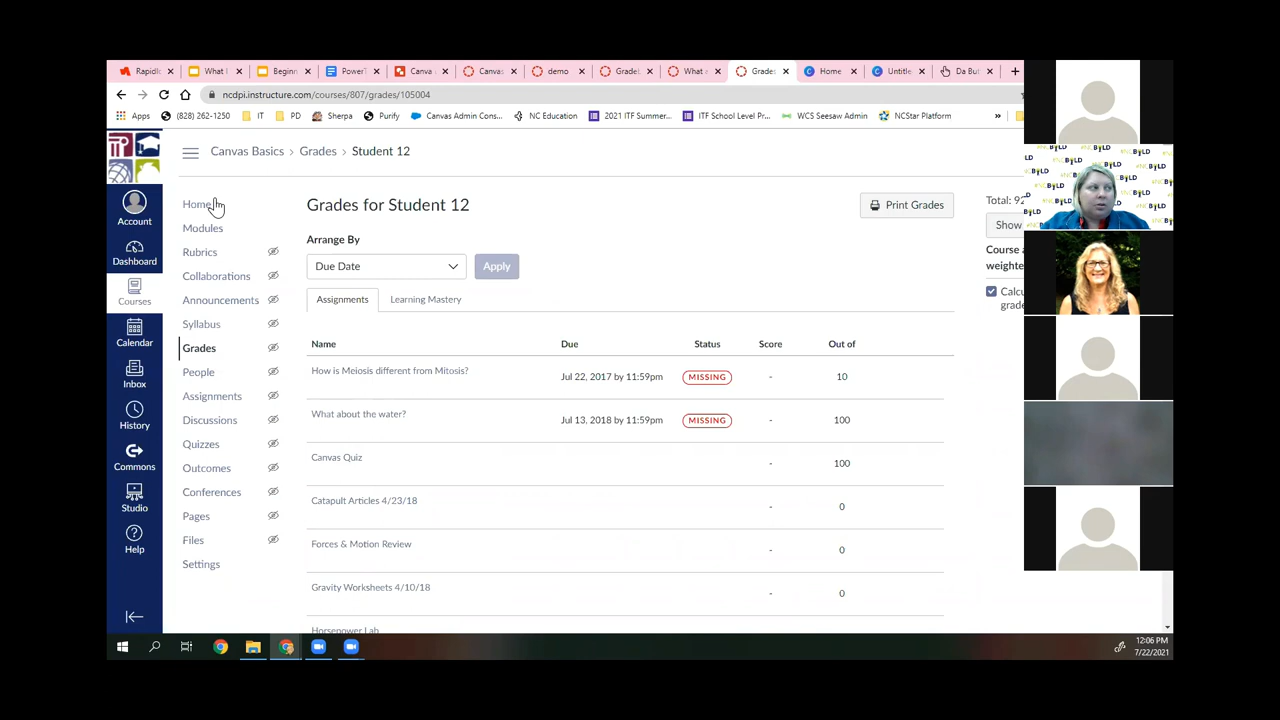 RapidI
What I
Begin
PowerT
Canva
Canvas
demo
Grade
What
Grades
Home
Untitle
Da But
ncdpi.instructure.com/courses/807/grades/105004
Apps
(828) 262-1250
IT
PD
Sherpa
Purify
Canvas Admin Cons...
NC Education
2021 ITF Summer...
ITF School Level Pr...
WCS Seesaw Admin
NCStar Platform
»
Canvas Basics > Grades > Student 12
Account
Dashboard
Courses
Calendar
Inbox
History
Commons
Studio
Help
Home
Modules
Rubrics
Collaborations
Announcements
Syllabus
Grades
People
Assignments
Discussions
Quizzes
Outcomes
Conferences
Pages
Files
Settings
Grades for Student 12
Print Grades
Arrange By
Due Date
Apply
Assignments Learning Mastery
Name Due Status Score Out of
How is Meiosis different from Mitosis? Jul 22, 2017 by 11:59pm MISSING - 10
What about the water? Jul 13, 2018 by 11:59pm MISSING - 100
Canvas Quiz - 100
Catapult Articles 4/23/18 - 0
Forces & Motion Review - 0
Gravity Worksheets 4/10/18 - 0
Horsepower Lab
Total: 92
Show
Course a
weighte
Calcu
grade
#NCBOLD
12:06 PM
7/22/2021